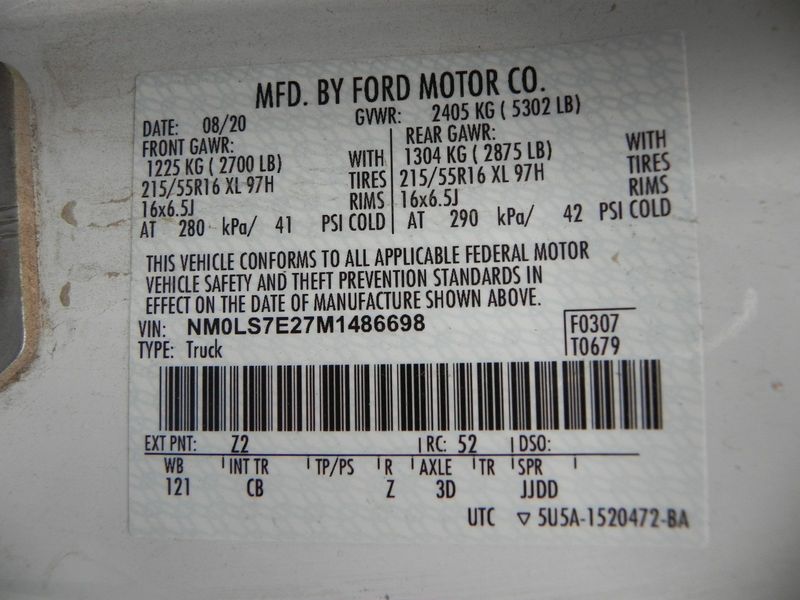 MFD. BY FORD MOTOR CO.
DATE: 08/20 GVWR: 2405 KG ( 5302 LB)
FRONT GAWR: REAR GAWR:
1225 KG ( 2700 LB) WITH 1304 KG ( 2875 LB) WITH
215/55R16 XL 97H TIRES 215/55R16 XL 97H TIRES
16x6.5J RIMS 16x6.5J RIMS
AT 280 kPa/ 41 PSI COLD AT 290 kPa/ 42 PSI COLD
THIS VEHICLE CONFORMS TO ALL APPLICABLE FEDERAL MOTOR
VEHICLE SAFETY AND THEFT PREVENTION STANDARDS IN
EFFECT ON THE DATE OF MANUFACTURE SHOWN ABOVE.
VIN: NM0LS7E27M1486698 F0307
TYPE: Truck T0679
EXT PNT: Z2 RC: 52 DSO:
WB INT TR TP/PS R AXLE TR SPR
121 CB Z 3D JJDD
UTC ▽ 5U5A-1520472-BA